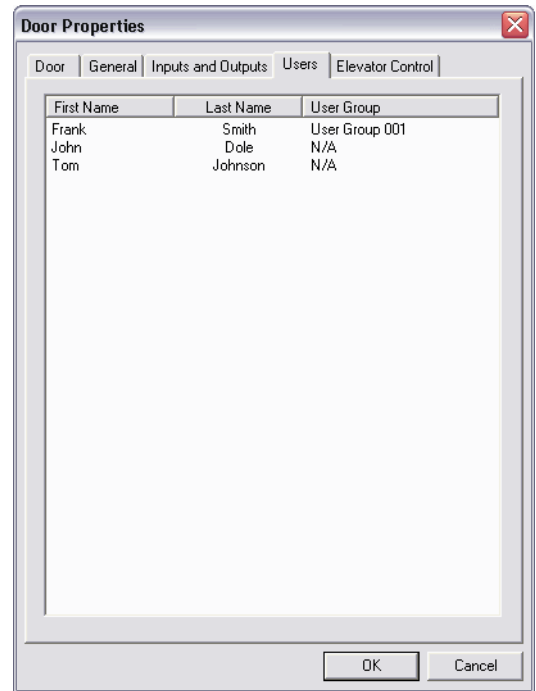 Door Properties
Door General Inputs and Outputs Users Elevator Control
First Name Last Name User Group
Frank Smith User Group 001
John Dole N/A
Tom Johnson N/A
OK Cancel